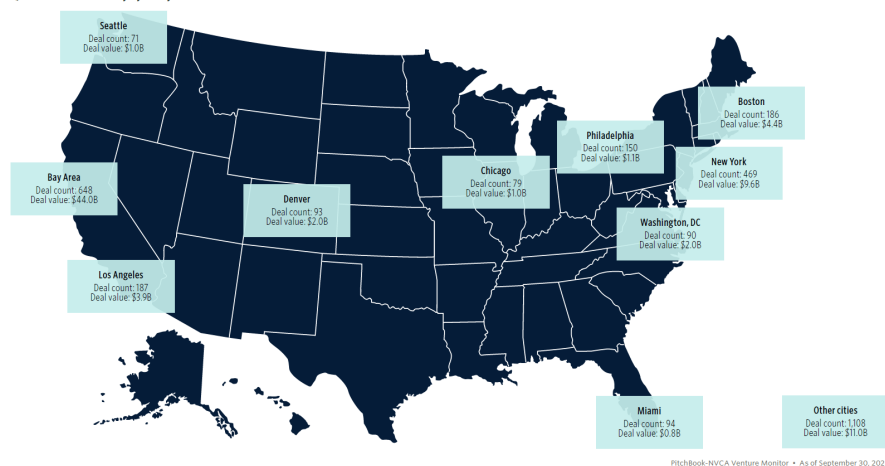 Seattle
Deal count: 71
Deal value: $1.0B
Boston
Deal count: 186
Deal value: $4.4B
Philadelphia
Deal count: 150
Deal value: $1.1B
New York
Deal count: 469
Deal value: $9.6B
Chicago
Deal count: 79
Deal value: $1.0B
Bay Area
Deal count: 648
Deal value: $44.0B
Denver
Deal count: 93
Deal value: $2.0B
Washington, DC
Deal count: 90
Deal value: $2.0B
Los Angeles
Deal count: 187
Deal value: $3.9B
Miami
Deal count: 94
Deal value: $0.8B
Other cities
Deal count: 1,108
Deal value: $11.0B
PitchBook-NVCA Venture Monitor • As of September 30, 202